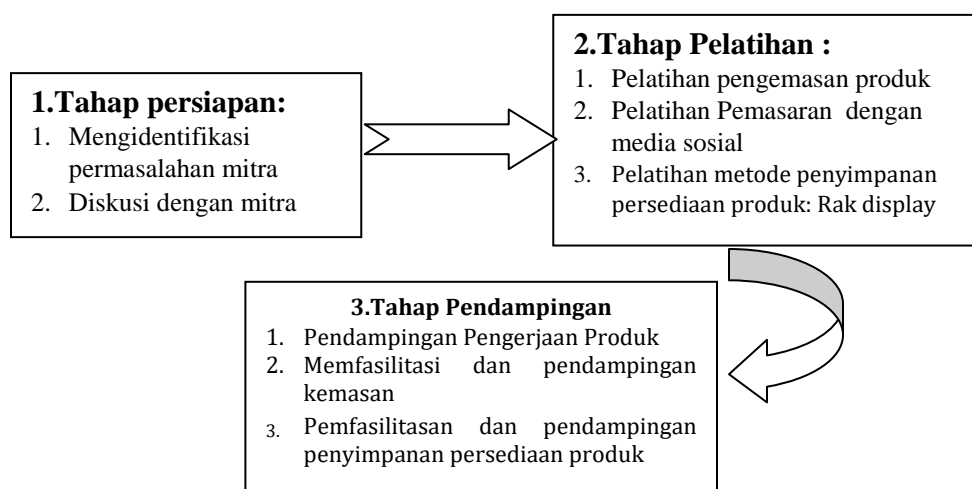 1.Tahap persiapan:
1. Mengidentifikasi
permasalahan mitra
2. Diskusi dengan mitra
2.Tahap Pelatihan :
1. Pelatihan pengemasan produk
2. Pelatihan Pemasaran dengan
media sosial
3. Pelatihan metode penyimpanan
persediaan produk: Rak display
3.Tahap Pendampingan
1. Pendampingan Pengerjaan Produk
2. Memfasilitasi dan pendampingan
kemasan
3. Pemfasilitasan dan pendampingan
penyimpanan persediaan produk